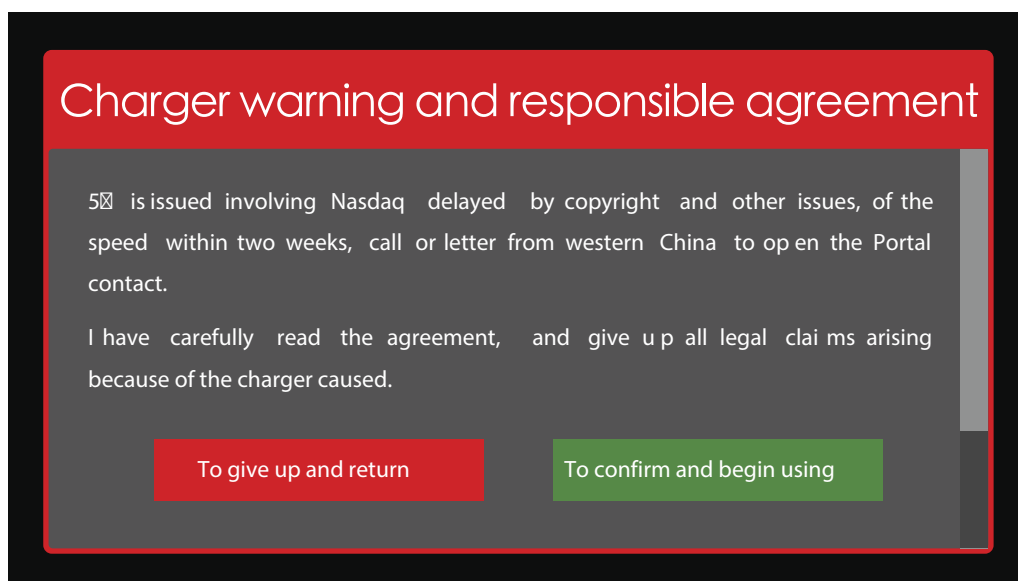 Charger warning and responsible agreement
5☒ is issued involving Nasdaq delayed by copyright and other issues, of the
speed within two weeks, call or letter from western China to op en the Portal
contact.
I have carefully read the agreement, and give u p all legal clai ms arising
because of the charger caused.
To give up and return
To confirm and begin using